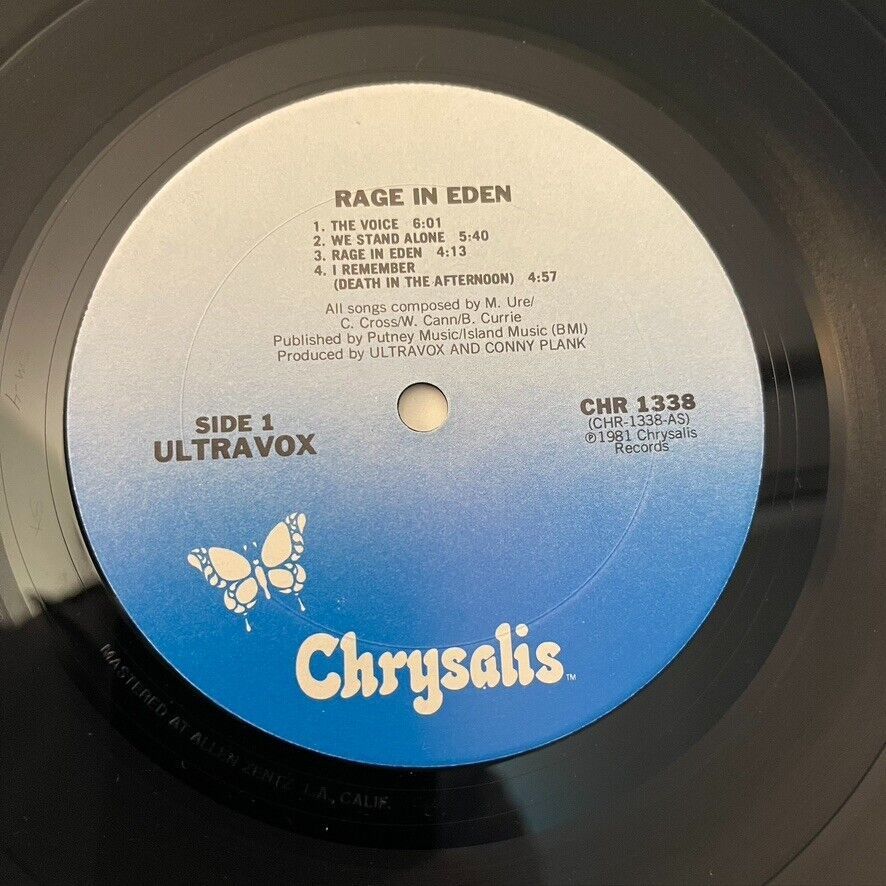 RAGE IN EDEN
1. THE VOICE 6:01
2. WE STAND ALONE 5:40
3. RAGE IN EDEN 4:13
4. I REMEMBER
(DEATH IN THE AFTERNOON) 4:57
All songs composed by M. Ure/
C. Cross/W. Cann/B. Currie
Published by Putney Music/Island Music (BMI)
Produced by ULTRAVOX AND CONNY PLANK
SIDE 1
ULTRAVOX
CHR 1338
(CHR-1338-AS)
℗1981 Chrysalis
Records
Chrysalis™
MASTERED AT ALLEN ZENTZ L.A., CALIF.